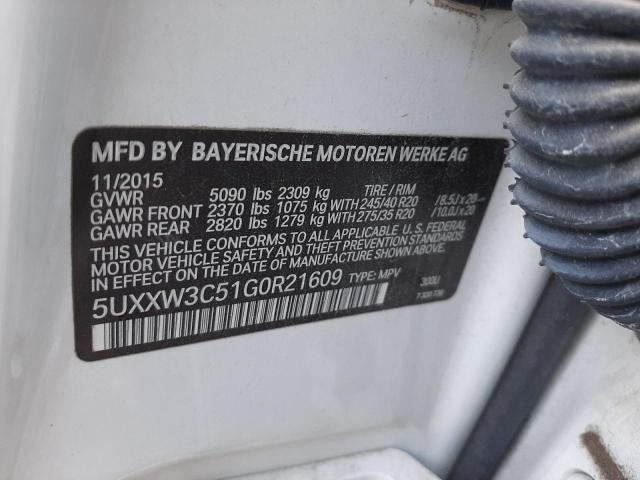 MFD BY BAYERISCHE MOTOREN WERKE AG
11/2015
GVWR 5090 lbs 2309 kg TIRE / RIM
GAWR FRONT 2370 lbs 1075 kg WITH 245/40 R20 / 8.5J x 20
GAWR REAR 2820 lbs 1279 kg WITH 275/35 R20 / 10.0J x 20
THIS VEHICLE CONFORMS TO ALL APPLICABLE U. S. FEDERAL
MOTOR VEHICLE SAFETY AND THEFT PREVENTION STANDARDS
IN EFFECT ON THE DATE OF MANUFACTURE SHOWN ABOVE.
5UXXW3C51G0R21609 TYPE: MPV 300U